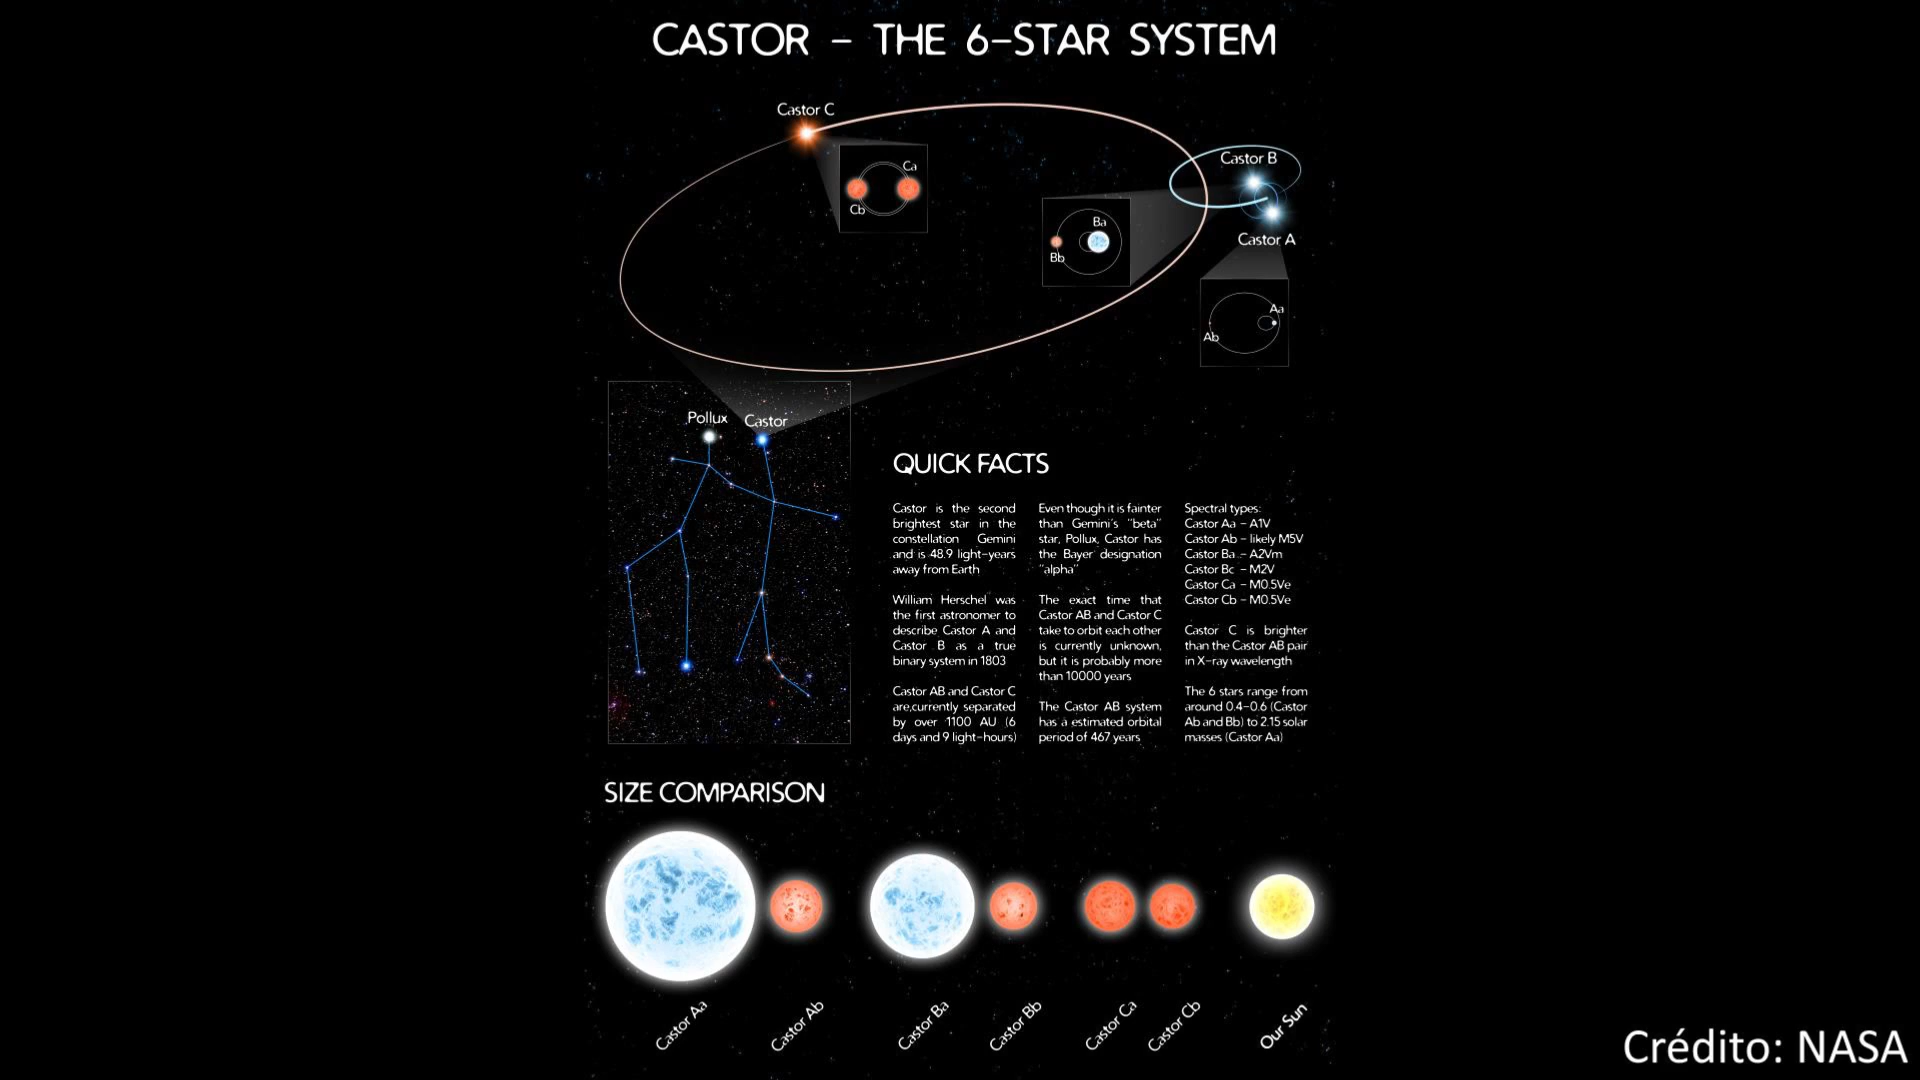 CASTOR - THE 6-STAR SYSTEM
Castor C
Ca
Cb
Castor B
Castor A
Ba
Bb
Aa
Ab
Pollux
Castor
QUICK FACTS
Castor is the second
brightest star in the
constellation Gemini
and is 48.9 light-years
away from Earth
William Herschel was
the first astronomer to
describe Castor A and
Castor B as a true
binary system in 1803
Castor AB and Castor C
are currently separated
by over 1100 AU (6
days and 9 light-hours)
Even though it is fainter
than Gemini's "beta"
star, Pollux, Castor has
the Bayer designation
"alpha"
The exact time that
Castor AB and Castor C
take to orbit each other
is currently unknown,
but it is probably more
than 10000 years
The Castor AB system
has a estimated orbital
period of 467 years
Spectral types:
Castor Aa - A1V
Castor Ab - likely M5V
Castor Ba - A2Vm
Castor Bc - M2V
Castor Ca - M0.5Ve
Castor Cb - M0.5Ve
Castor C is brighter
than the Castor AB pair
in X-ray wavelength
The 6 stars range from
around 0.4-0.6 (Castor
Ab and Bb) to 2.15 solar
masses (Castor Aa)
SIZE COMPARISON
Castor Aa
Castor Ab
Castor Ba
Castor Bb
Castor Ca
Castor Cb
Our Sun
Crédito: NASA